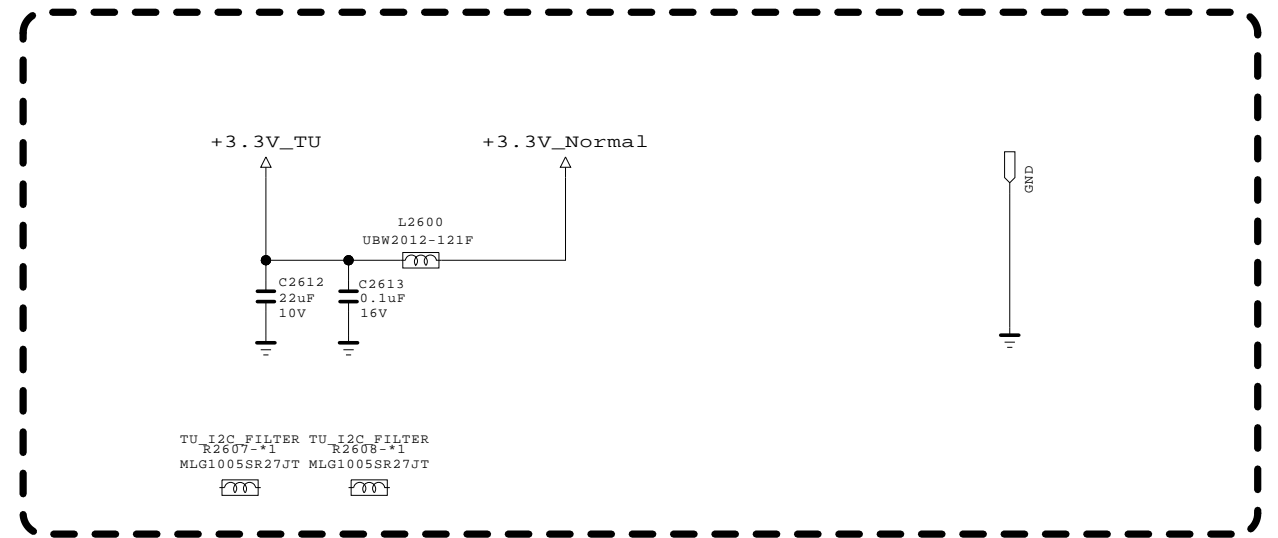 +3.3V_TU
+3.3V_Normal
GND
L2600
UBW2012-121F
C2612
22uF
10V
C2613
0.1uF
16V
TU_I2C_FILTER
R2607-*1
MLG1005SR27JT
TU_I2C_FILTER
R2608-*1
MLG1005SR27JT